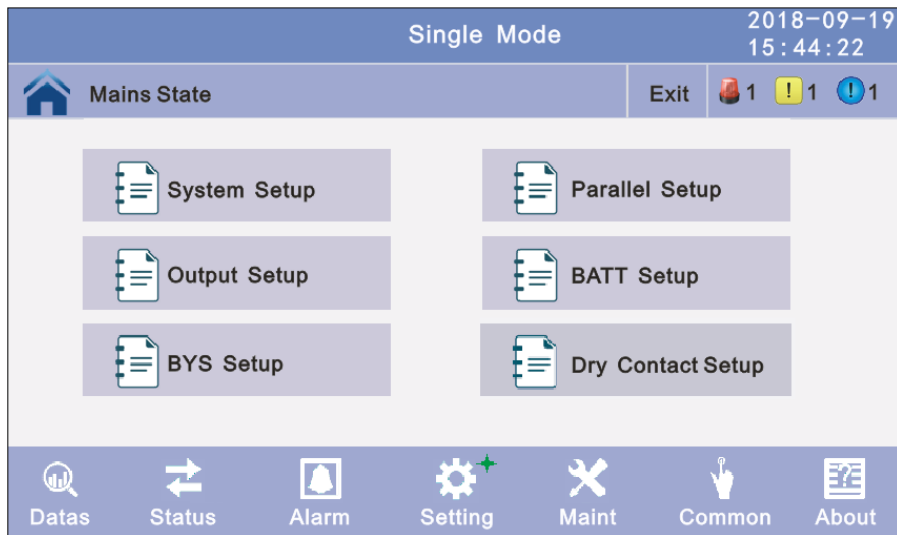 Single Mode
2018-09-19
15:44:22
Mains State
Exit
1
! 1
! 1
System Setup
Parallel Setup
Output Setup
BATT Setup
BYS Setup
Dry Contact Setup
Datas
Status
Alarm
Setting
Maint
Common
?
About